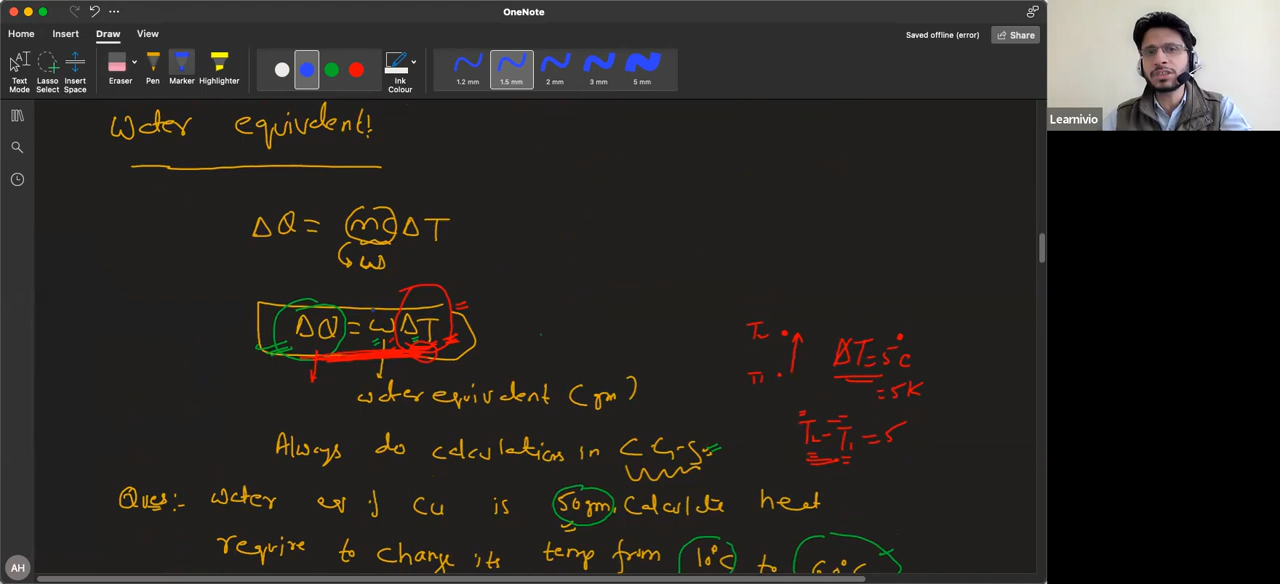 OneNote
Home Insert Draw View
Saved offline (error) Share
Text Mode
Lasso Select
Insert Space
Eraser
Pen
Marker
Highlighter
Ink Colour
1.2 mm
1.5 mm
2 mm
3 mm
5 mm
Learnivio
Water equivalent!
ΔQ = mc ΔT
ω
ΔQ = ω ΔT
water equivalent (gm)
T2
T1
ΔT = 5°C
= 5K
T2 - T1 = 5
Always do calculations in C G S
Ques:- Water eq of Cu is 50gm. Calculate heat
require to change its temp from 10°C to 60°C
AH